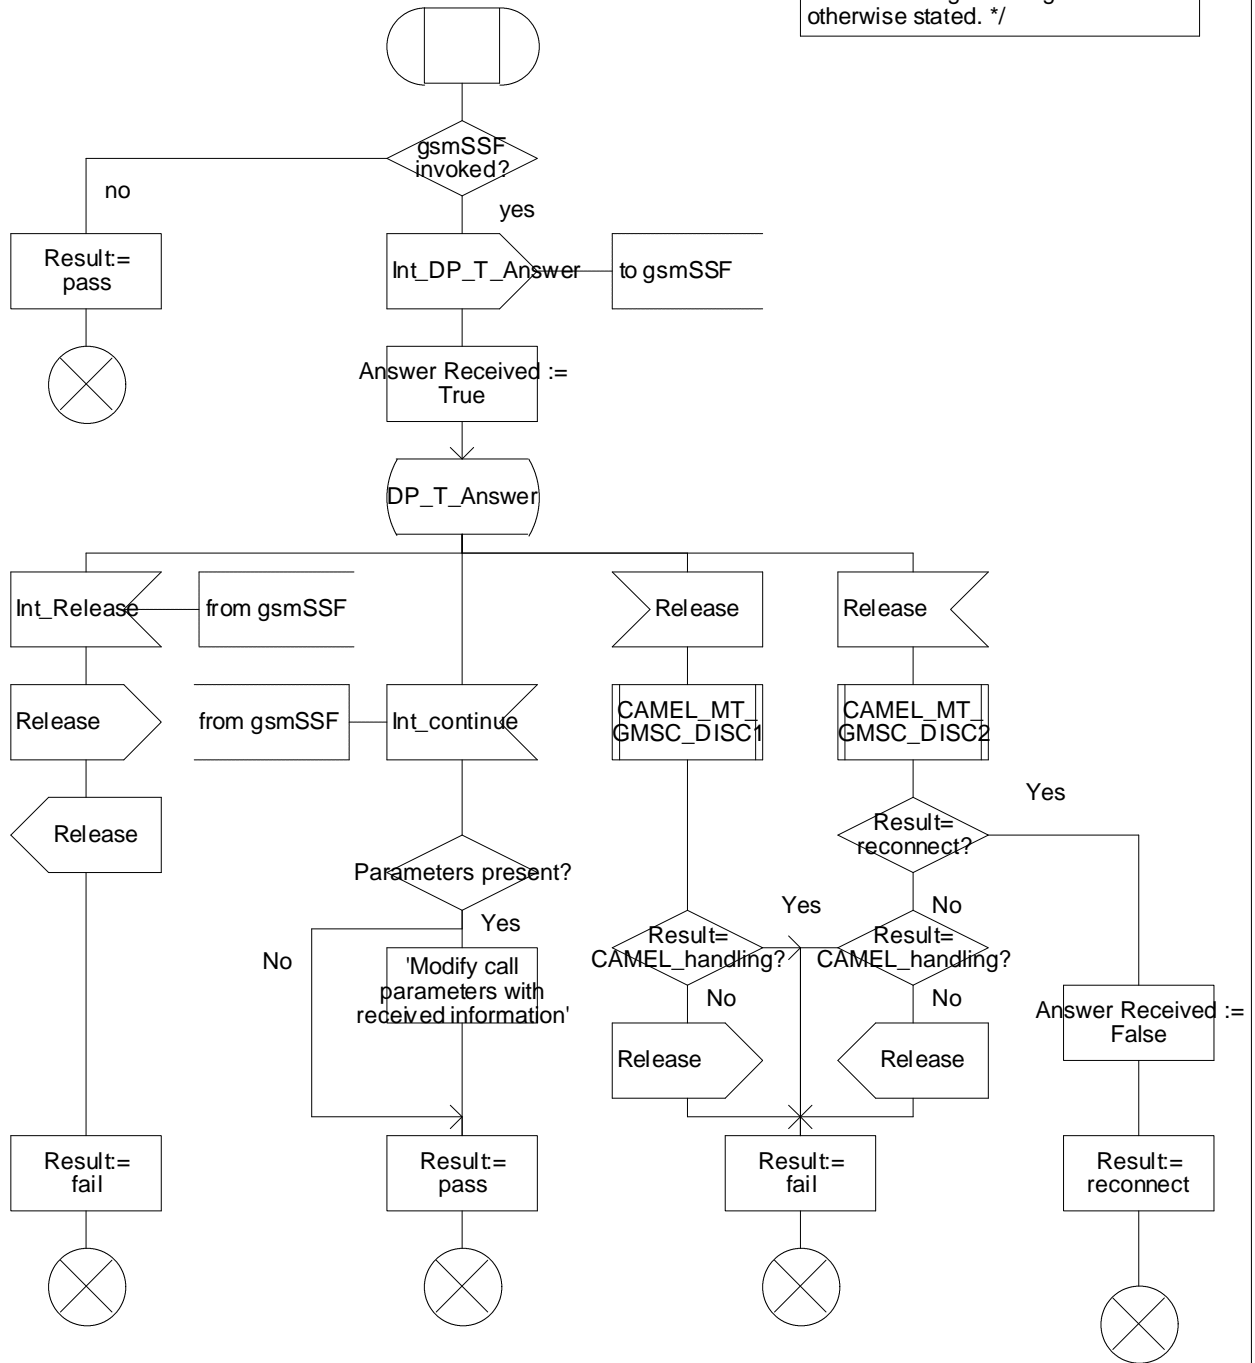 otherwise stated. */
gsmSSF
invoked?
no
yes
Result:=
pass
Int_DP_T_Answer
to gsmSSF
Answer Received :=
True
DP_T_Answer
Int_Release
from gsmSSF
Release
Release
Release
from gsmSSF
Int_continue
CAMEL_MT_
GMSC_DISC1
CAMEL_MT_
GMSC_DISC2
Release
Yes
Result=
reconnect?
Parameters present?
Yes
No
Yes
No
Result=
CAMEL_handling?
Result=
CAMEL_handling?
'Modify call
parameters with
received information'
No
No
Answer Received :=
False
Release
Release
Result:=
fail
Result:=
pass
Result:=
fail
Result:=
reconnect